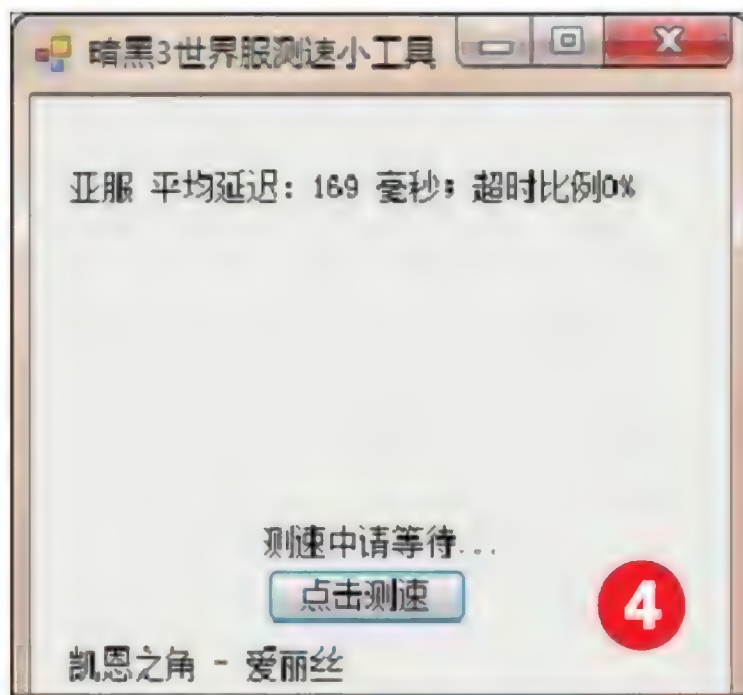 暗黑3世界服测速小工具
亚服 平均延迟：169 毫秒；超时比例0%
测速中请等待...
点击测速
4
凯恩之角 - 爱丽丝